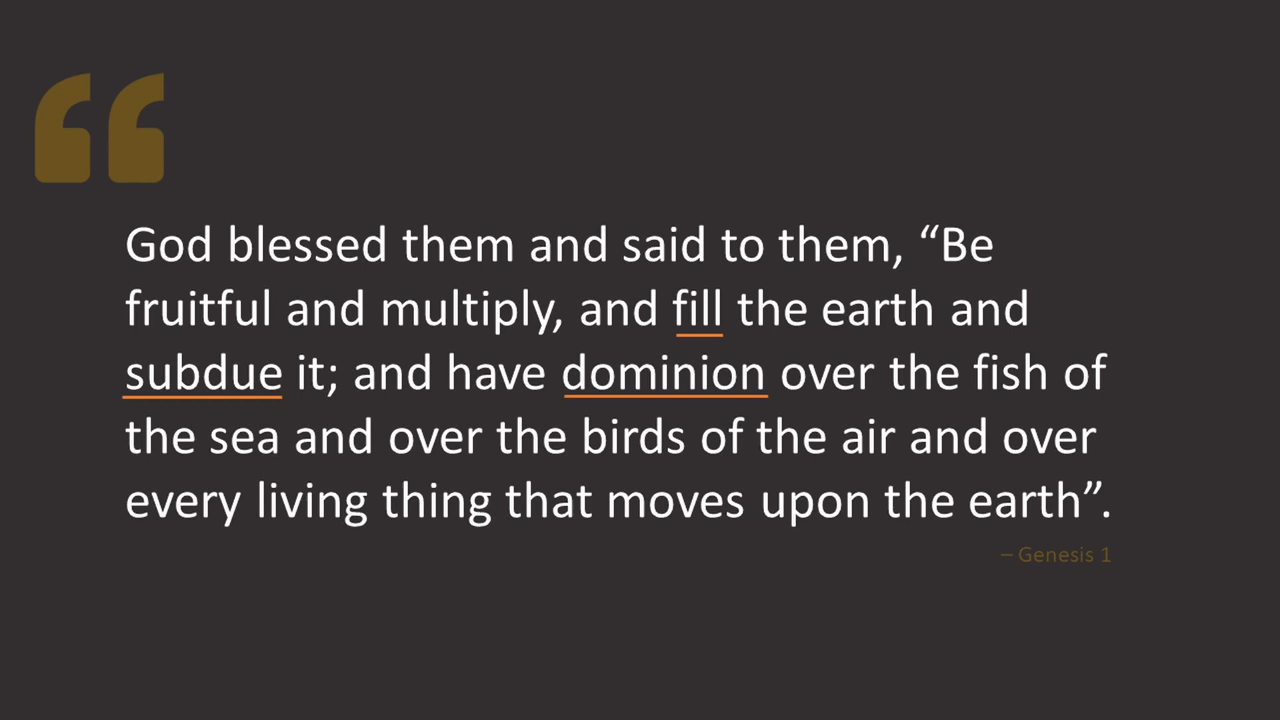 God blessed them and said to them, “Be
fruitful and multiply, and fill the earth and
subdue it; and have dominion over the fish of
the sea and over the birds of the air and over
every living thing that moves upon the earth”.
– Genesis 1